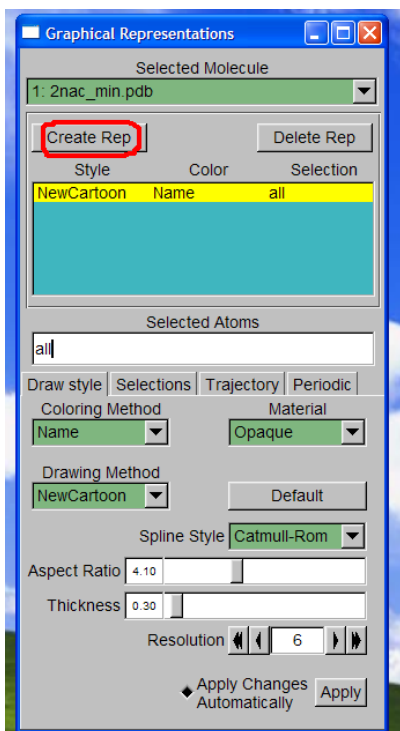 Graphical Representations
Selected Molecule
1: 2nac_min.pdb
Create Rep Delete Rep
Style Color Selection
NewCartoon Name all
Selected Atoms
all
Draw style Selections Trajectory Periodic
Coloring Method Material
Name Opaque
Drawing Method
NewCartoon Default
Spline Style Catmull-Rom
Aspect Ratio 4.10
Thickness 0.30
Resolution 6
Apply Changes
Automatically Apply